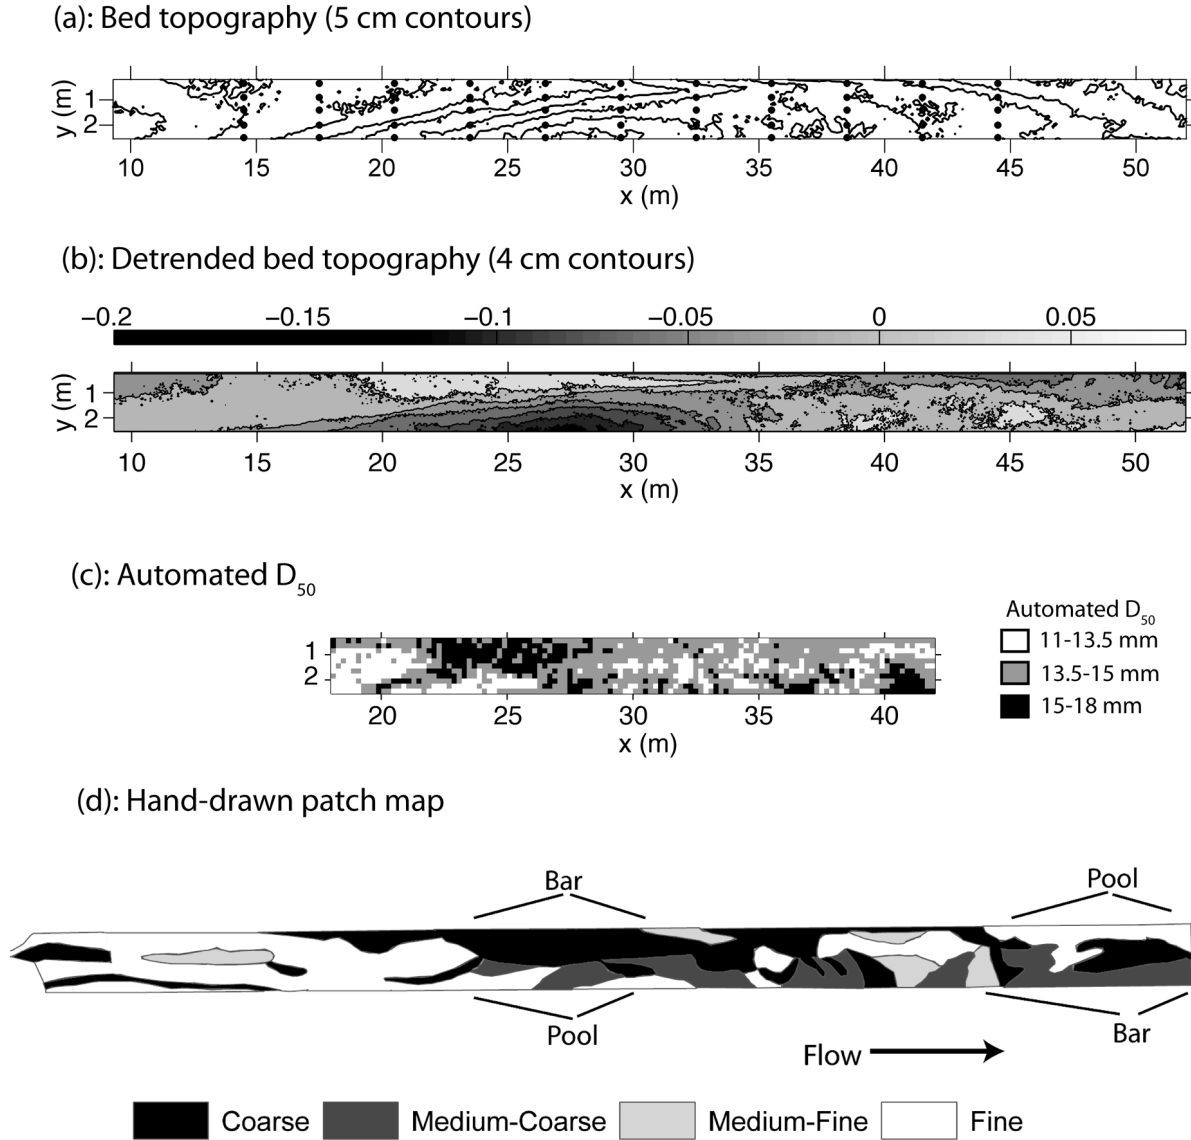 (a): Bed topography (5 cm contours)
y (m)
1
2
10 15 20 25 30 35 40 45 50
x (m)
(b): Detrended bed topography (4 cm contours)
−0.2 −0.15 −0.1 −0.05 0 0.05
y (m)
1
2
10 15 20 25 30 35 40 45 50
x (m)
(c): Automated D50
1
2
20 25 30 35 40
x (m)
Automated D50
11-13.5 mm
13.5-15 mm
15-18 mm
(d): Hand-drawn patch map
Bar
Pool
Pool
Bar
Flow
Coarse Medium-Coarse Medium-Fine Fine